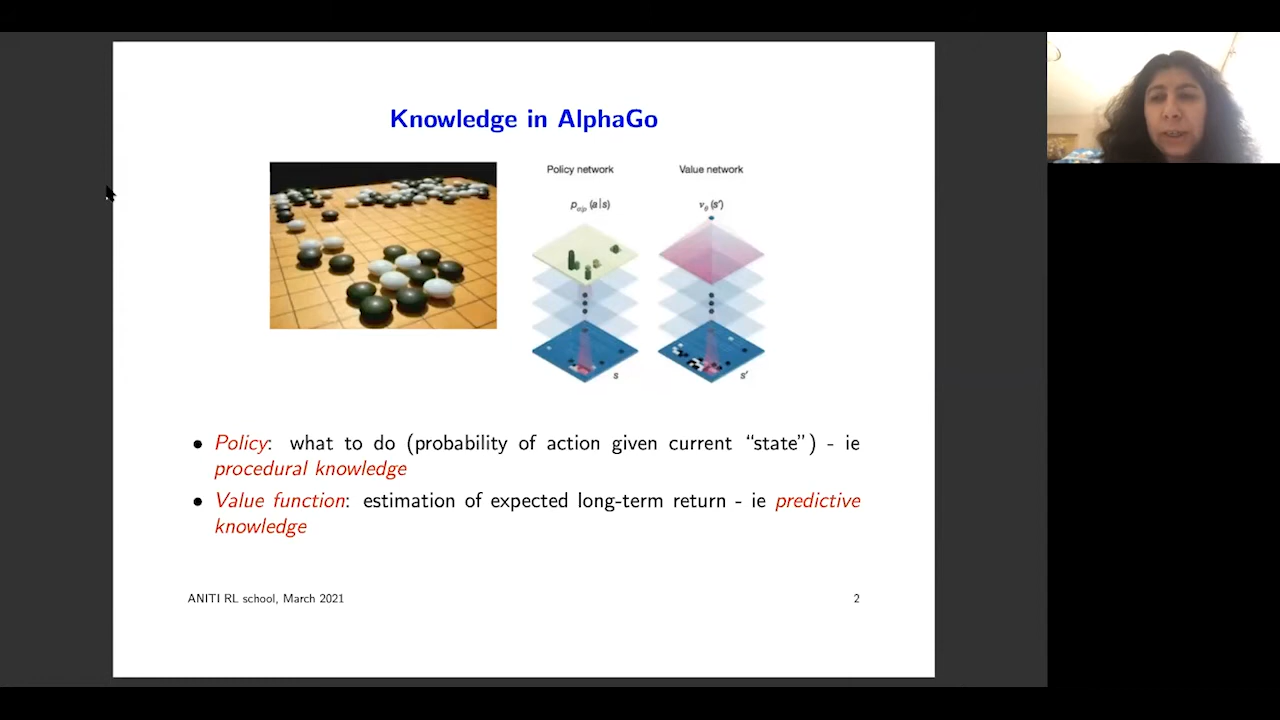 Knowledge in AlphaGo
Policy network
Value network
p (a|s)
vθ (s′)
s
s′
• Policy: what to do (probability of action given current “state”) - ie
procedural knowledge
• Value function: estimation of expected long-term return - ie predictive
knowledge
ANITI RL school, March 2021
2